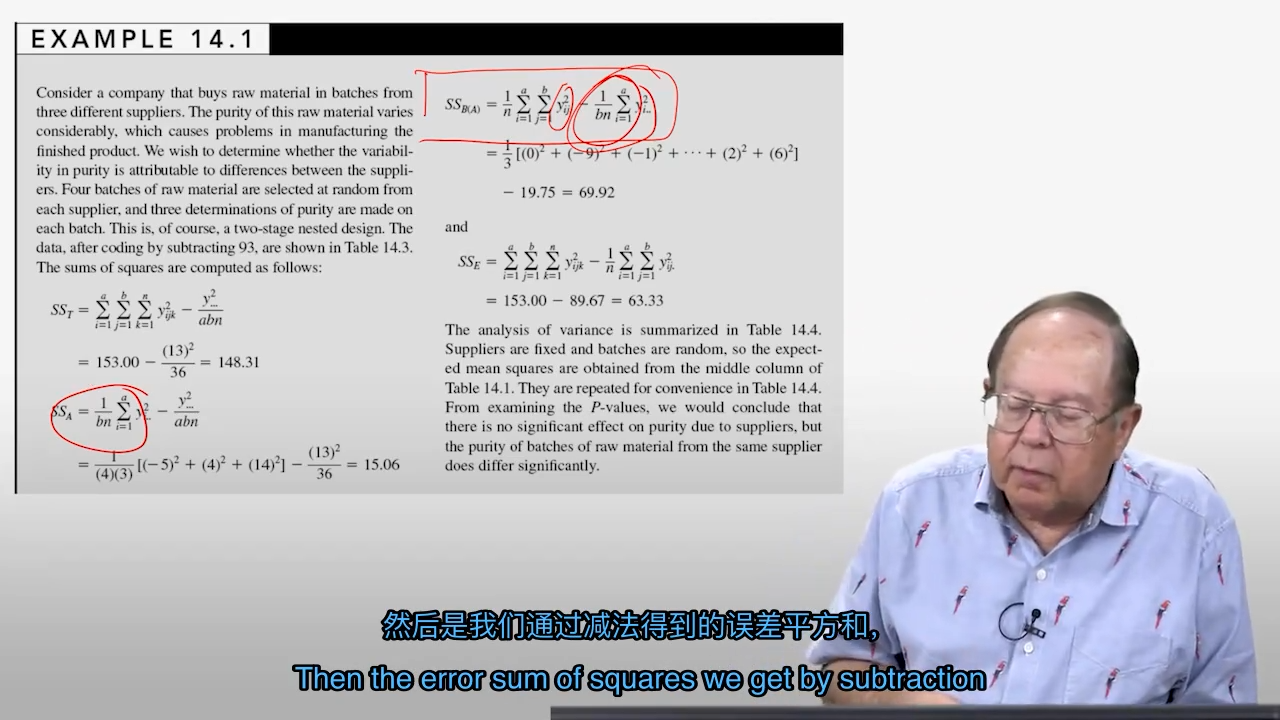 EXAMPLE 14.1
Consider a company that buys raw material in batches from
three different suppliers. The purity of this raw material varies
considerably, which causes problems in manufacturing the
finished product. We wish to determine whether the variabil-
ity in purity is attributable to differences between the suppli-
ers. Four batches of raw material are selected at random from
each supplier, and three determinations of purity are made on
each batch. This is, of course, a two-stage nested design. The
data, after coding by subtracting 93, are shown in Table 14.3.
The sums of squares are computed as follows:
SS_T = \sum_{i=1}^{a} \sum_{j=1}^{b} \sum_{k=1}^{n} y_{ijk}^2 - \frac{y_{...}^2}{abn}
= 153.00 - \frac{(13)^2}{36} = 148.31
SS_A = \frac{1}{bn} \sum_{i=1}^{a} y_{i..}^2 - \frac{y_{...}^2}{abn}
= \frac{1}{(4)(3)} [(-5)^2 + (4)^2 + (14)^2] - \frac{(13)^2}{36} = 15.06
SS_{B(A)} = \frac{1}{n} \sum_{i=1}^{a} \sum_{j=1}^{b} y_{ij.}^2 - \frac{1}{bn} \sum_{i=1}^{a} y_{i..}^2
= \frac{1}{3} [(0)^2 + (-9)^2 + (-1)^2 + ··· + (2)^2 + (6)^2]
- 19.75 = 69.92
and
SS_E = \sum_{i=1}^{a} \sum_{j=1}^{b} \sum_{k=1}^{n} y_{ijk}^2 - \frac{1}{n} \sum_{i=1}^{a} \sum_{j=1}^{b} y_{ij.}^2
= 153.00 - 89.67 = 63.33
The analysis of variance is summarized in Table 14.4.
Suppliers are fixed and batches are random, so the expect-
ed mean squares are obtained from the middle column of
Table 14.1. They are repeated for convenience in Table 14.4.
From examining the P-values, we would conclude that
there is no significant effect on purity due to suppliers, but
the purity of batches of raw material from the same supplier
does differ significantly.
然后是我们通过减法得到的误差平方和,
Then the error sum of squares we get by subtraction